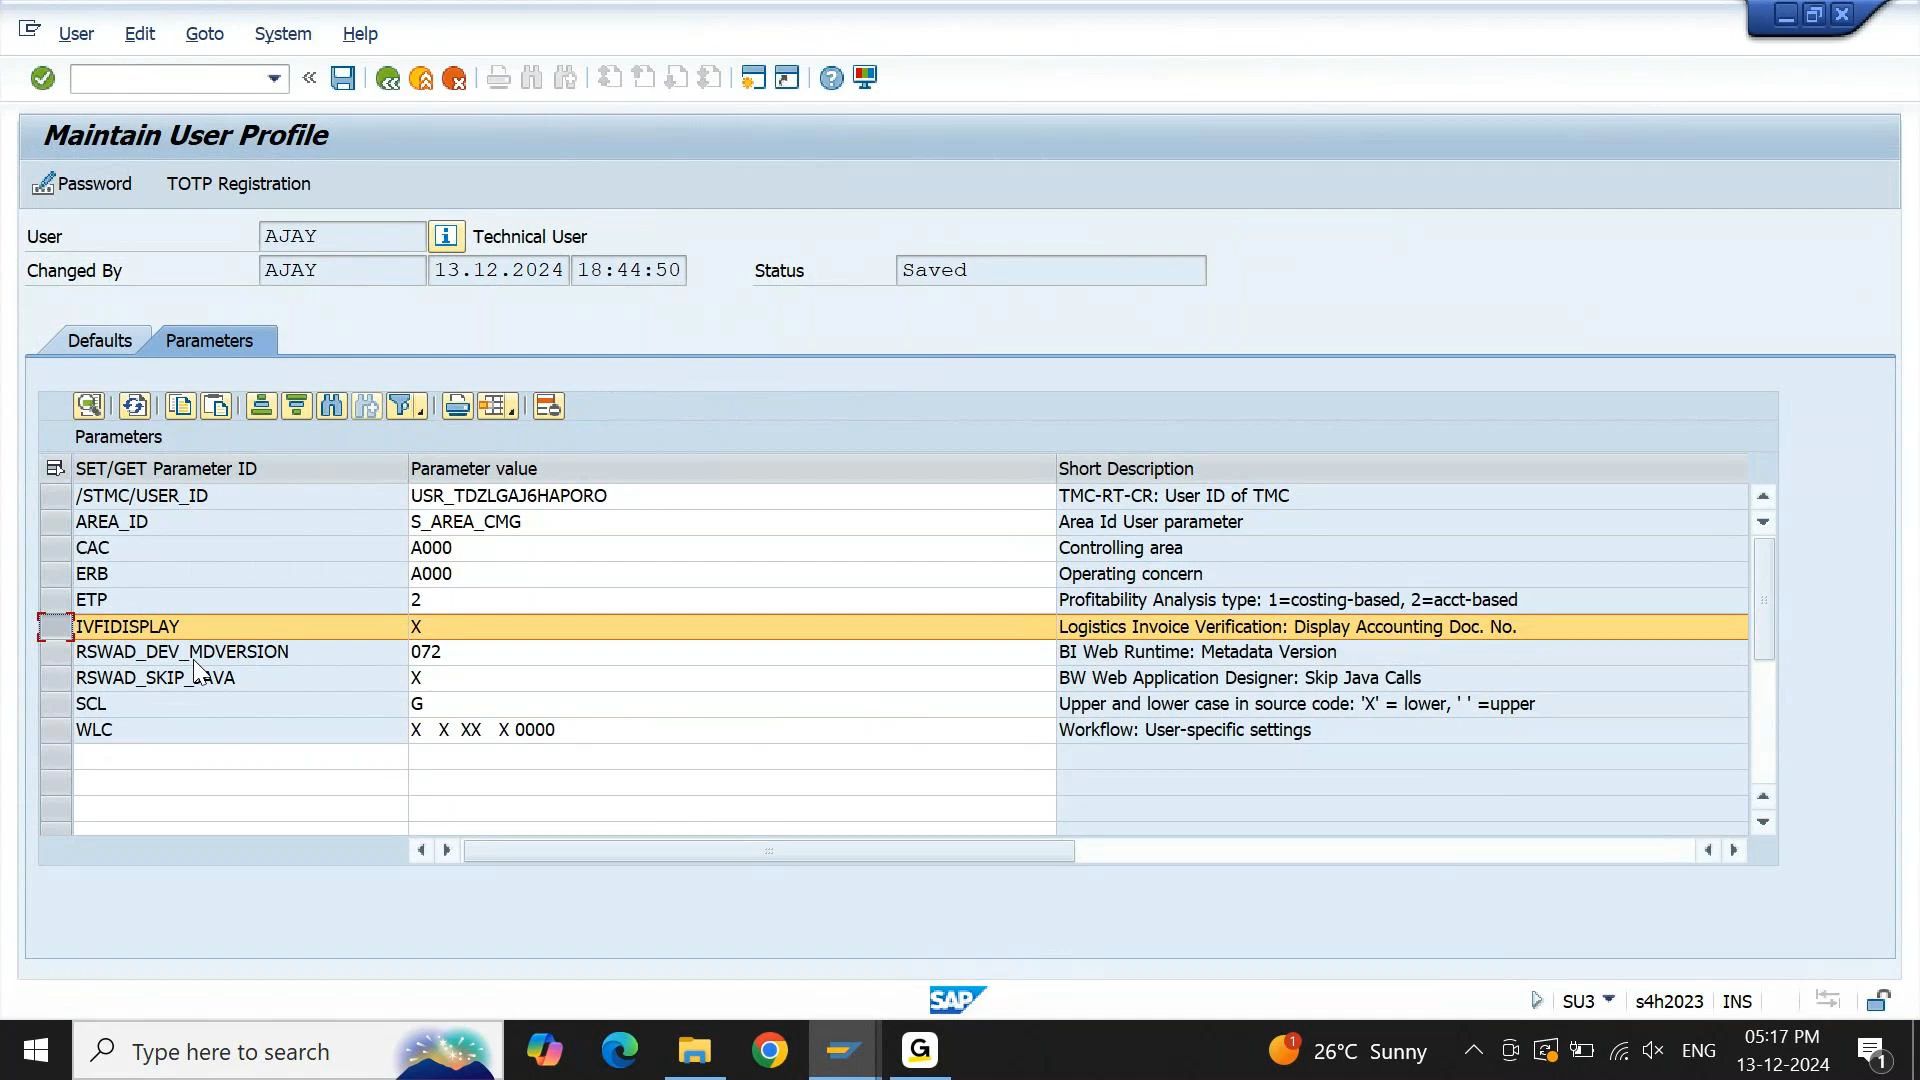 User Edit Goto System Help
Maintain User Profile
Password TOTP Registration
User AJAY Technical User
Changed By AJAY 13.12.2024 18:44:50 Status Saved
Defaults Parameters
Parameters
SET/GET Parameter ID Parameter value Short Description
/STMC/USER_ID USR_TDZLGAJ6HAPORO TMC-RT-CR: User ID of TMC
AREA_ID S_AREA_CMG Area Id User parameter
CAC A000 Controlling area
ERB A000 Operating concern
ETP 2 Profitability Analysis type: 1=costing-based, 2=acct-based
IVFIDISPLAY X Logistics Invoice Verification: Display Accounting Doc. No.
RSWAD_DEV_MDVERSION 072 BI Web Runtime: Metadata Version
RSWAD_SKIP_JAVA X BW Web Application Designer: Skip Java Calls
SCL G Upper and lower case in source code: 'X' = lower, ' ' =upper
WLC X X XX X 0000 Workflow: User-specific settings
SAP SU3 s4h2023 INS
Type here to search G 1 26°C Sunny ENG 05:17 PM 1
13-12-2024